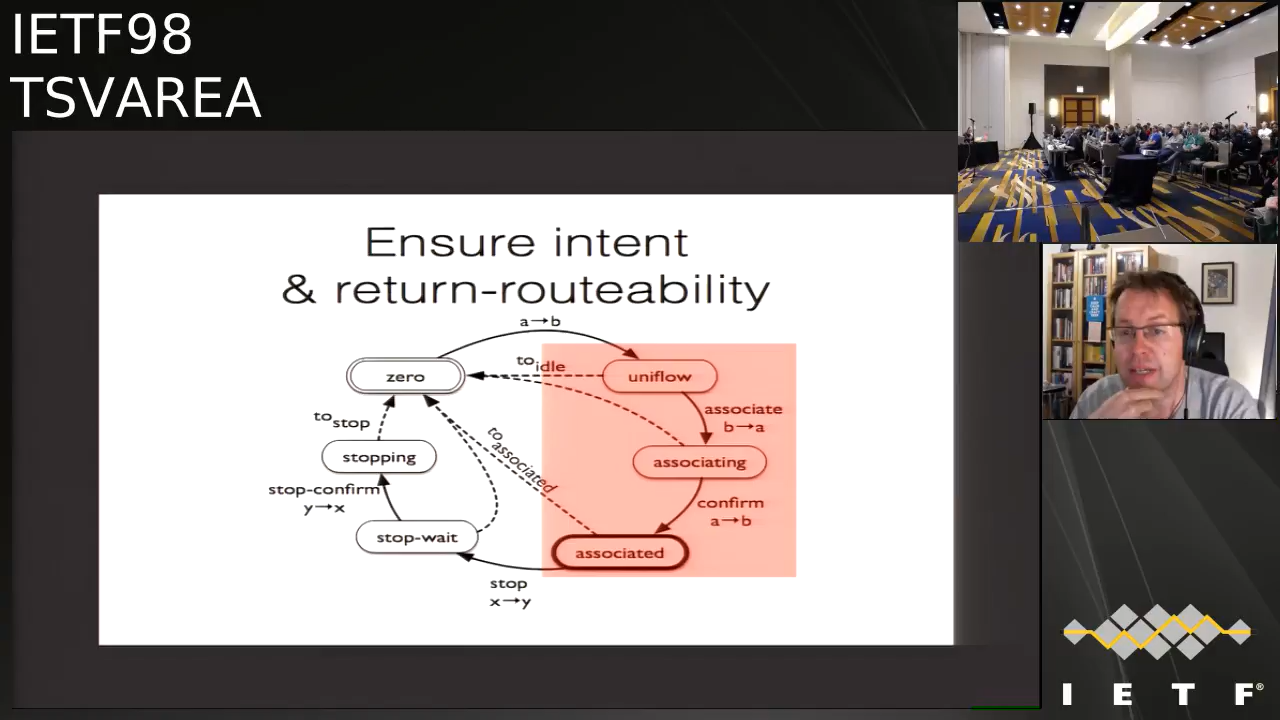 IETF98
TSVAREA
Ensure intent
& return-routeability
a→b
zero
to idle
uniflow
associate
b→a
to stop
to associated
stopping
associating
stop-confirm
y→x
confirm
a→b
stop-wait
associated
stop
x→y
I E T F®